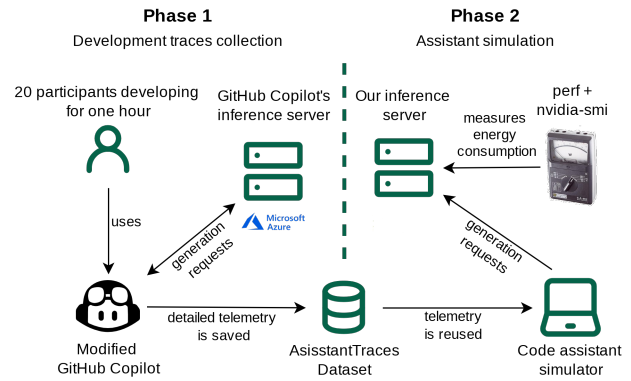 Phase 1
Development traces collection
Phase 2
Assistant simulation
20 participants developing
for one hour
GitHub Copilot's
inference server
Our inference
server
perf +
nvidia-smi
measures
energy
consumption
uses
Microsoft
Azure
generation
requests
generation
requests
detailed telemetry
is saved
telemetry
is reused
Modified
GitHub Copilot
AsisstantTraces
Dataset
Code assistant
simulator